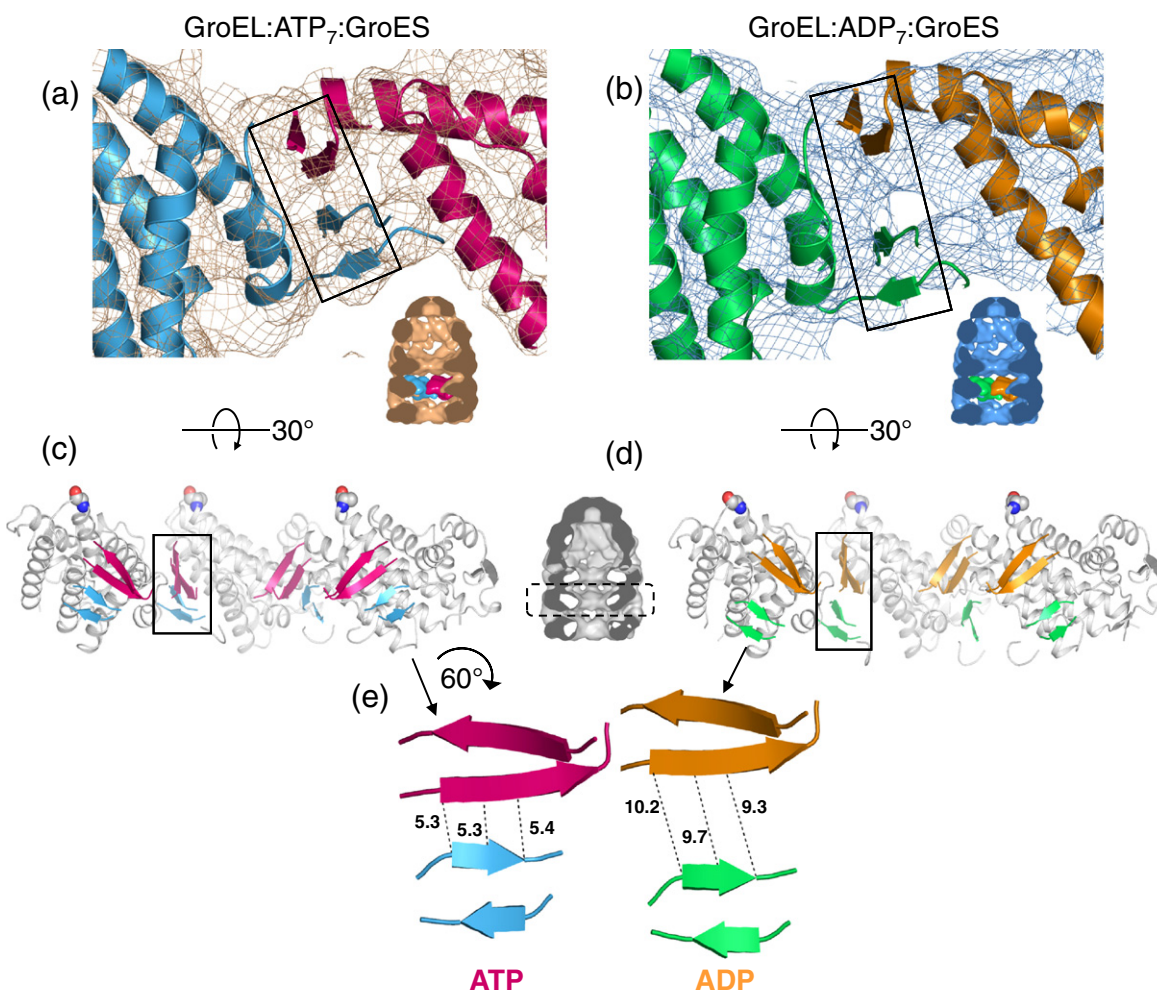 GroEL:ATP₇:GroES
GroEL:ADP₇:GroES
(a)
(b)
30°
30°
(c)
(d)
60°
(e)
5.3
5.3
5.4
10.2
9.7
9.3
ATP
ADP